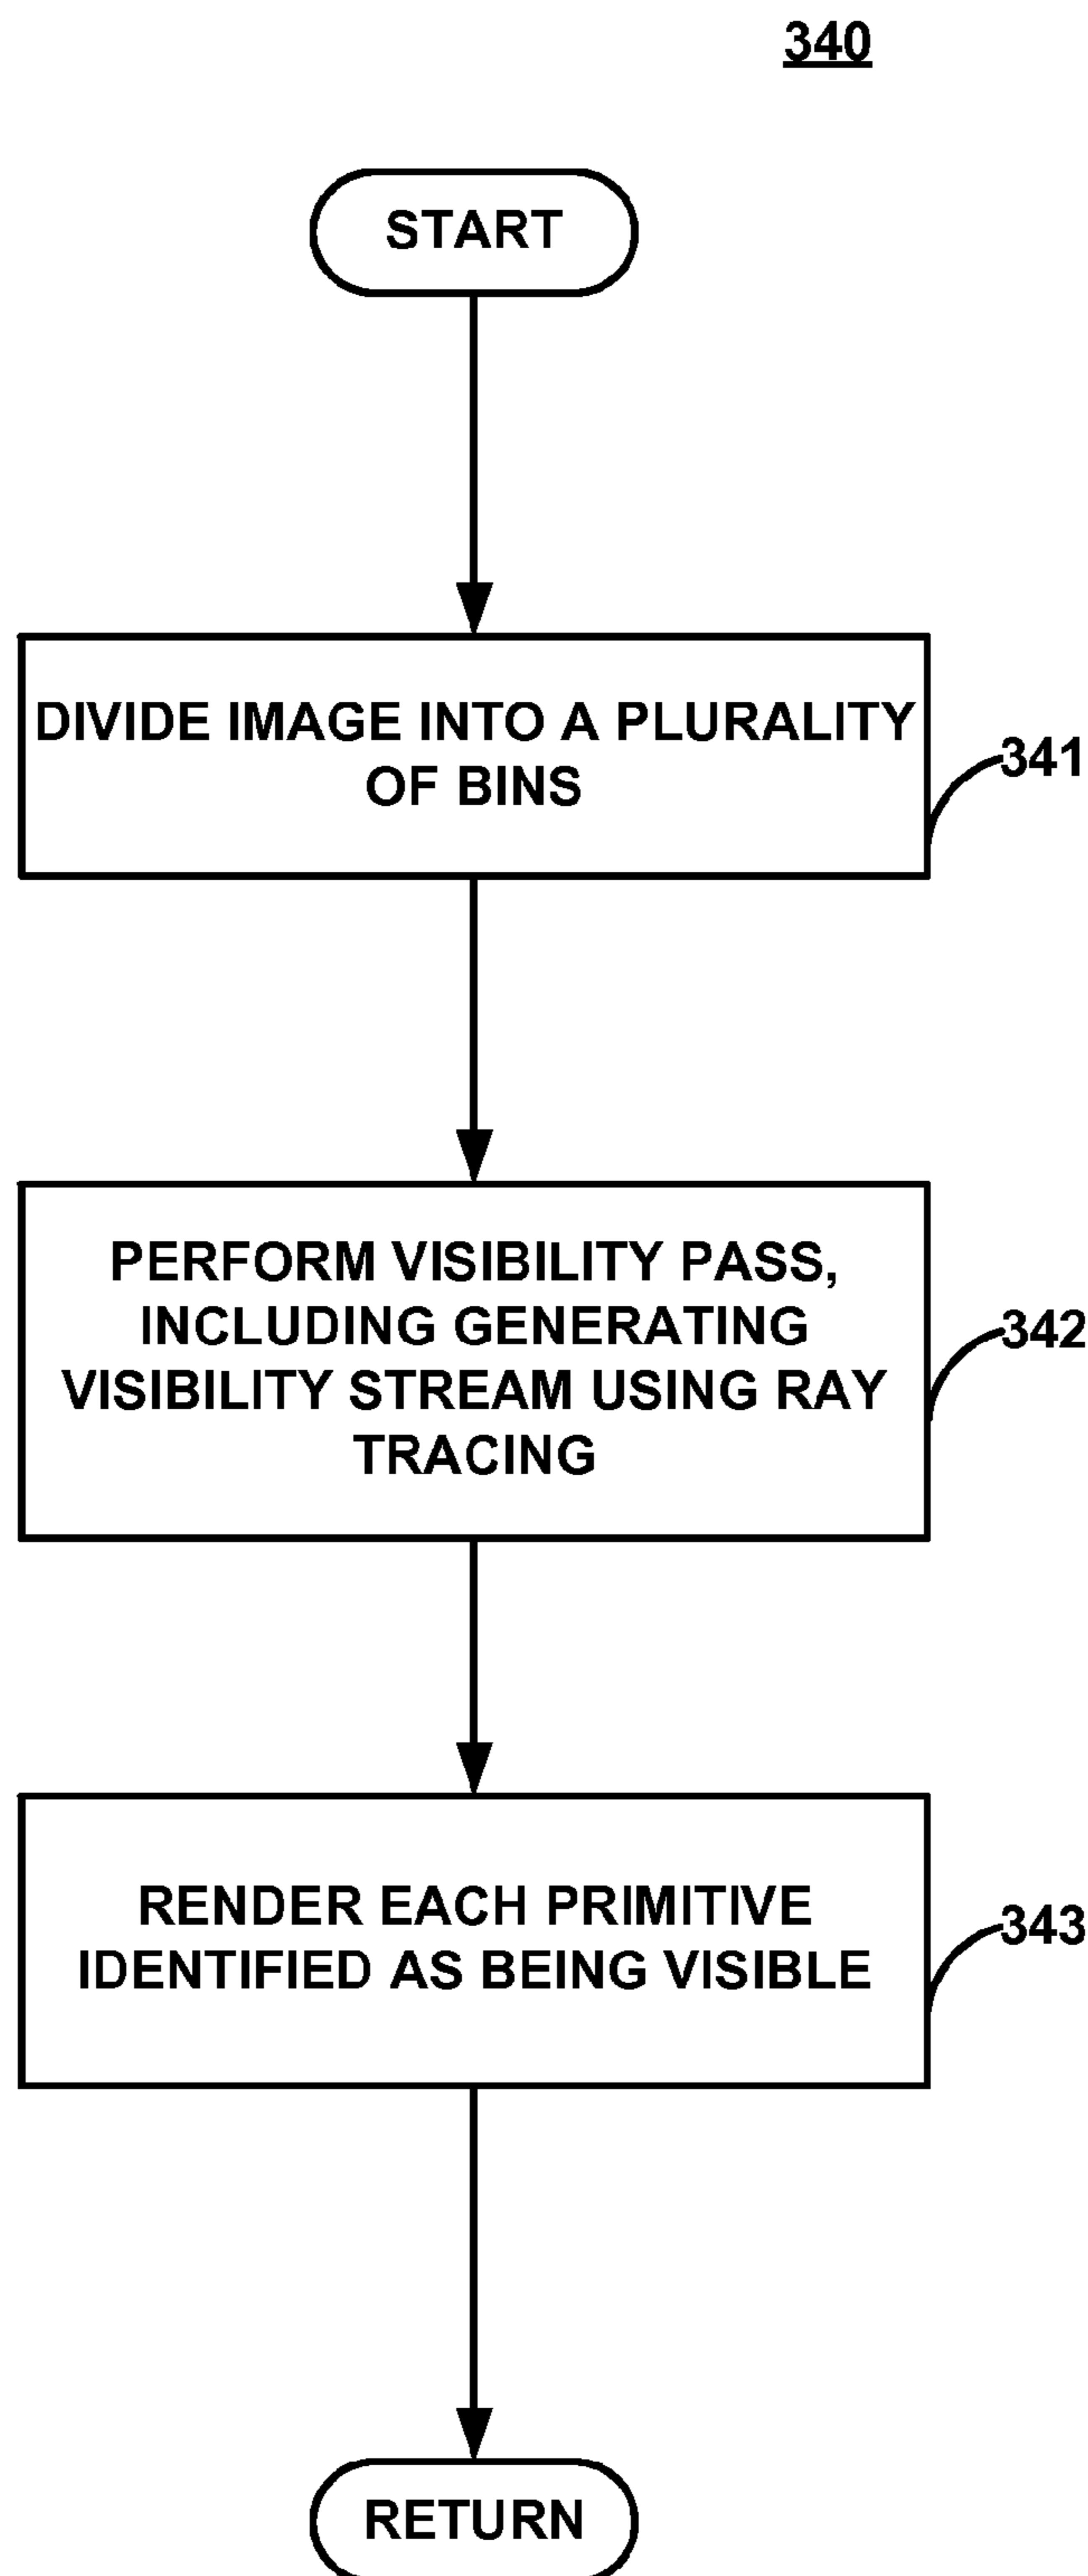 340
START
DIVIDE IMAGE INTO A PLURALITY
OF BINS
341
PERFORM VISIBILITY PASS,
INCLUDING GENERATING
VISIBILITY STREAM USING RAY
TRACING
342
RENDER EACH PRIMITIVE
IDENTIFIED AS BEING VISIBLE
343
RETURN